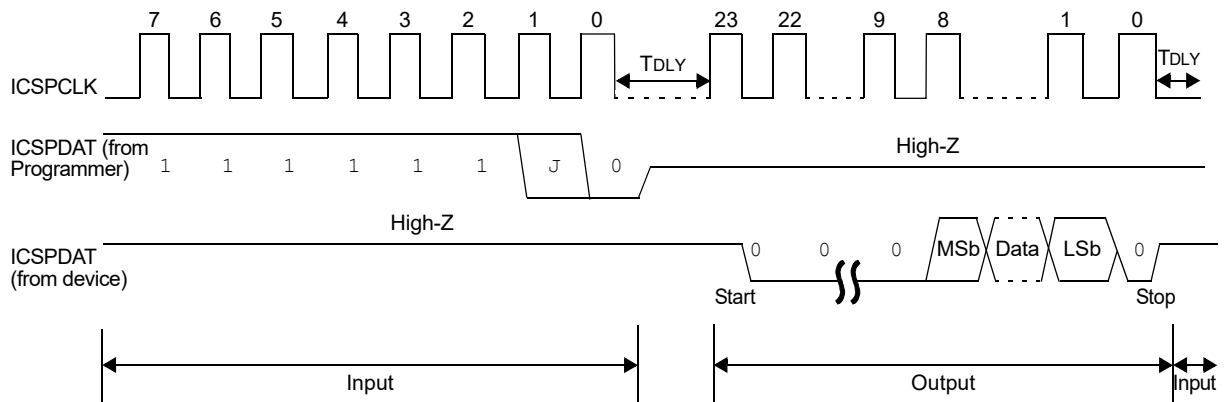 7 6 5 4 3 2 1 0 23 22 9 8 1 0
TDLY TDLY
ICSPCLK
ICSPDAT (from
Programmer)
1 1 1 1 1 1 J 0
High-Z
High-Z
ICSPDAT
(from device)
0 0 0 MSb Data LSb 0
Start Stop
Input Output Input